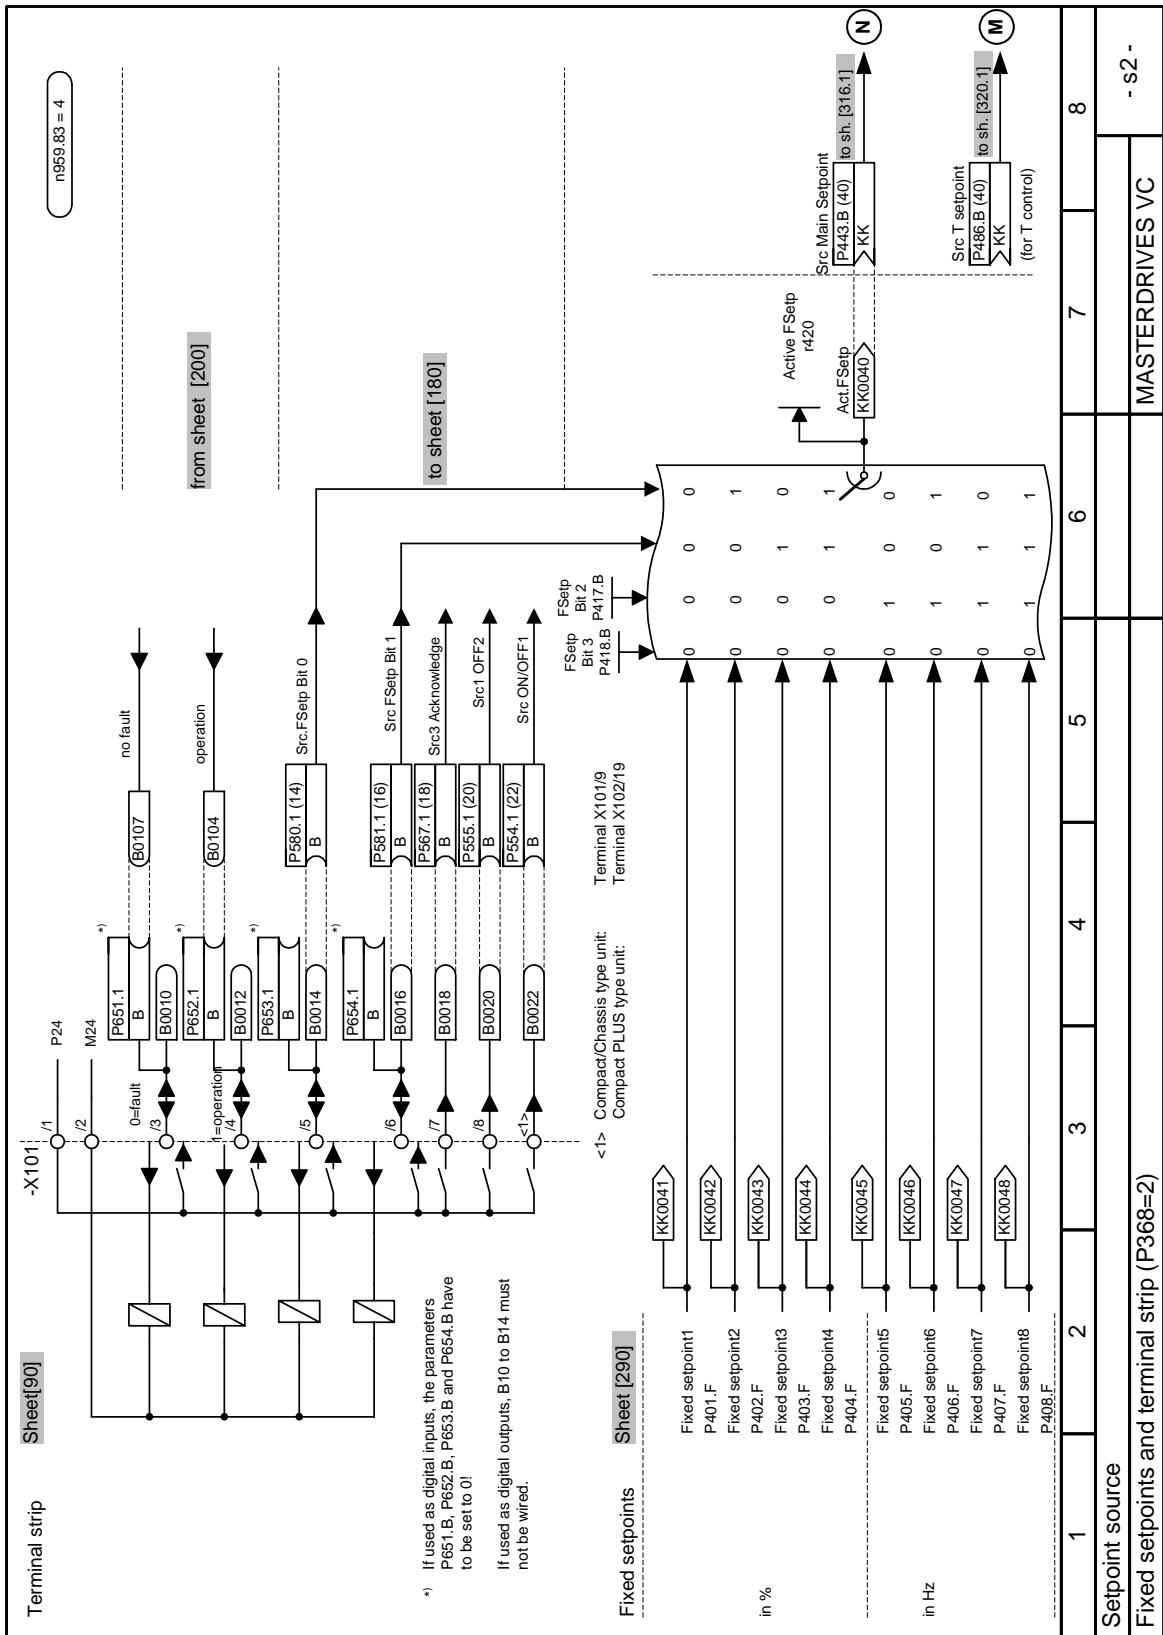 n959.83 = 4
Terminal strip
Sheet[90]
-X101
P24
M24
/1
/2
0=fault
/3
1=operation
/4
/5
/6
/7
/8
<1>
*)
P651.1
B
B0010
*)
P652.1
B
B0012
*)
P653.1
B
B0014
*)
P654.1
B
B0016
B0018
B0020
B0022
B0107
no fault
B0104
operation
from sheet [200]
P580.1 (14)
B
Src.FSetp Bit 0
P581.1 (16)
B
Src FSetp Bit 1
P567.1 (18)
B
Src3 Acknowledge
P555.1 (20)
B
Src1 OFF2
P554.1 (22)
B
Src ON/OFF1
to sheet [180]
*) If used as digital inputs, the parameters
P651.B, P652.B, P653.B and P654.B have
to be set to 0!
If used as digital outputs, B10 to B14 must
not be wired.
<1> Compact/Chassis type unit: Terminal X101/9
Compact PLUS type unit: Terminal X102/19
Fixed setpoints
Sheet [290]
FSetp
Bit 3
P418.B
FSetp
Bit 2
P417.B
in %
KK0041
Fixed setpoint1
P401.F
0 0 0 0
KK0042
Fixed setpoint2
P402.F
0 0 0 1
KK0043
Fixed setpoint3
P403.F
0 0 1 0
KK0044
Fixed setpoint4
P404.F
0 0 1 1
in Hz
KK0045
Fixed setpoint5
P405.F
0 1 0 0
KK0046
Fixed setpoint6
P406.F
0 1 0 1
KK0047
Fixed setpoint7
P407.F
0 1 1 0
KK0048
Fixed setpoint8
P408.F
0 1 1 1
Active FSetp
r420
Act.FSetp
KK0040
Src Main Setpoint
P443.B (40)
KK
to sh. [316.1]
N
Src T setpoint
P486.B (40)
KK
(for T control)
to sh. [320.1]
M
1 2 3 4 5 6 7 8
Setpoint source
- s2 -
Fixed setpoints and terminal strip (P368=2)
MASTERDRIVES VC